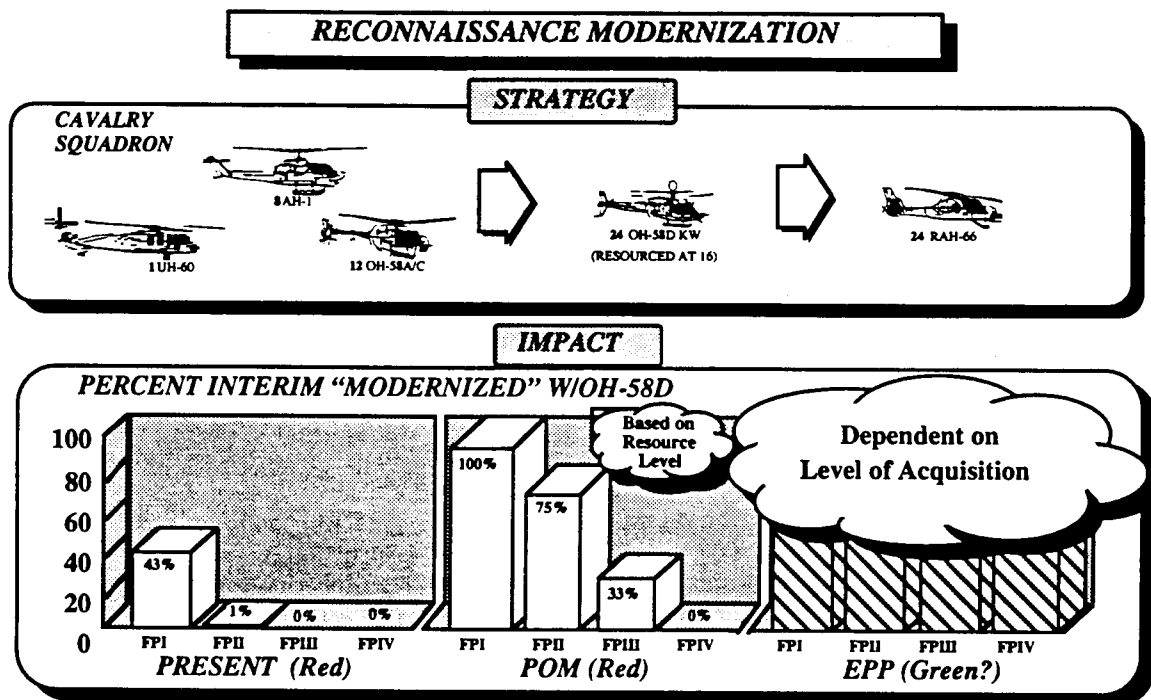 RECONNAISSANCE MODERNIZATION
STRATEGY
CAVALRY
SQUADRON
8 AH-1
1 UH-60
12 OH-58A/C
24 OH-58D KW
(RESOURCED AT 16)
24 RAH-66
IMPACT
PERCENT INTERIM “MODERNIZED” W/OH-58D
100
80
60
40
20
0
43%
1%
0%
0%
FPI
FPII
FPIII
FPIV
PRESENT (Red)
100%
75%
33%
0%
Based on
Resource
Level
FPI
FPII
FPIII
FPIV
POM (Red)
Dependent on
Level of Acquisition
FPI
FPII
FPIII
FPIV
EPP (Green?)